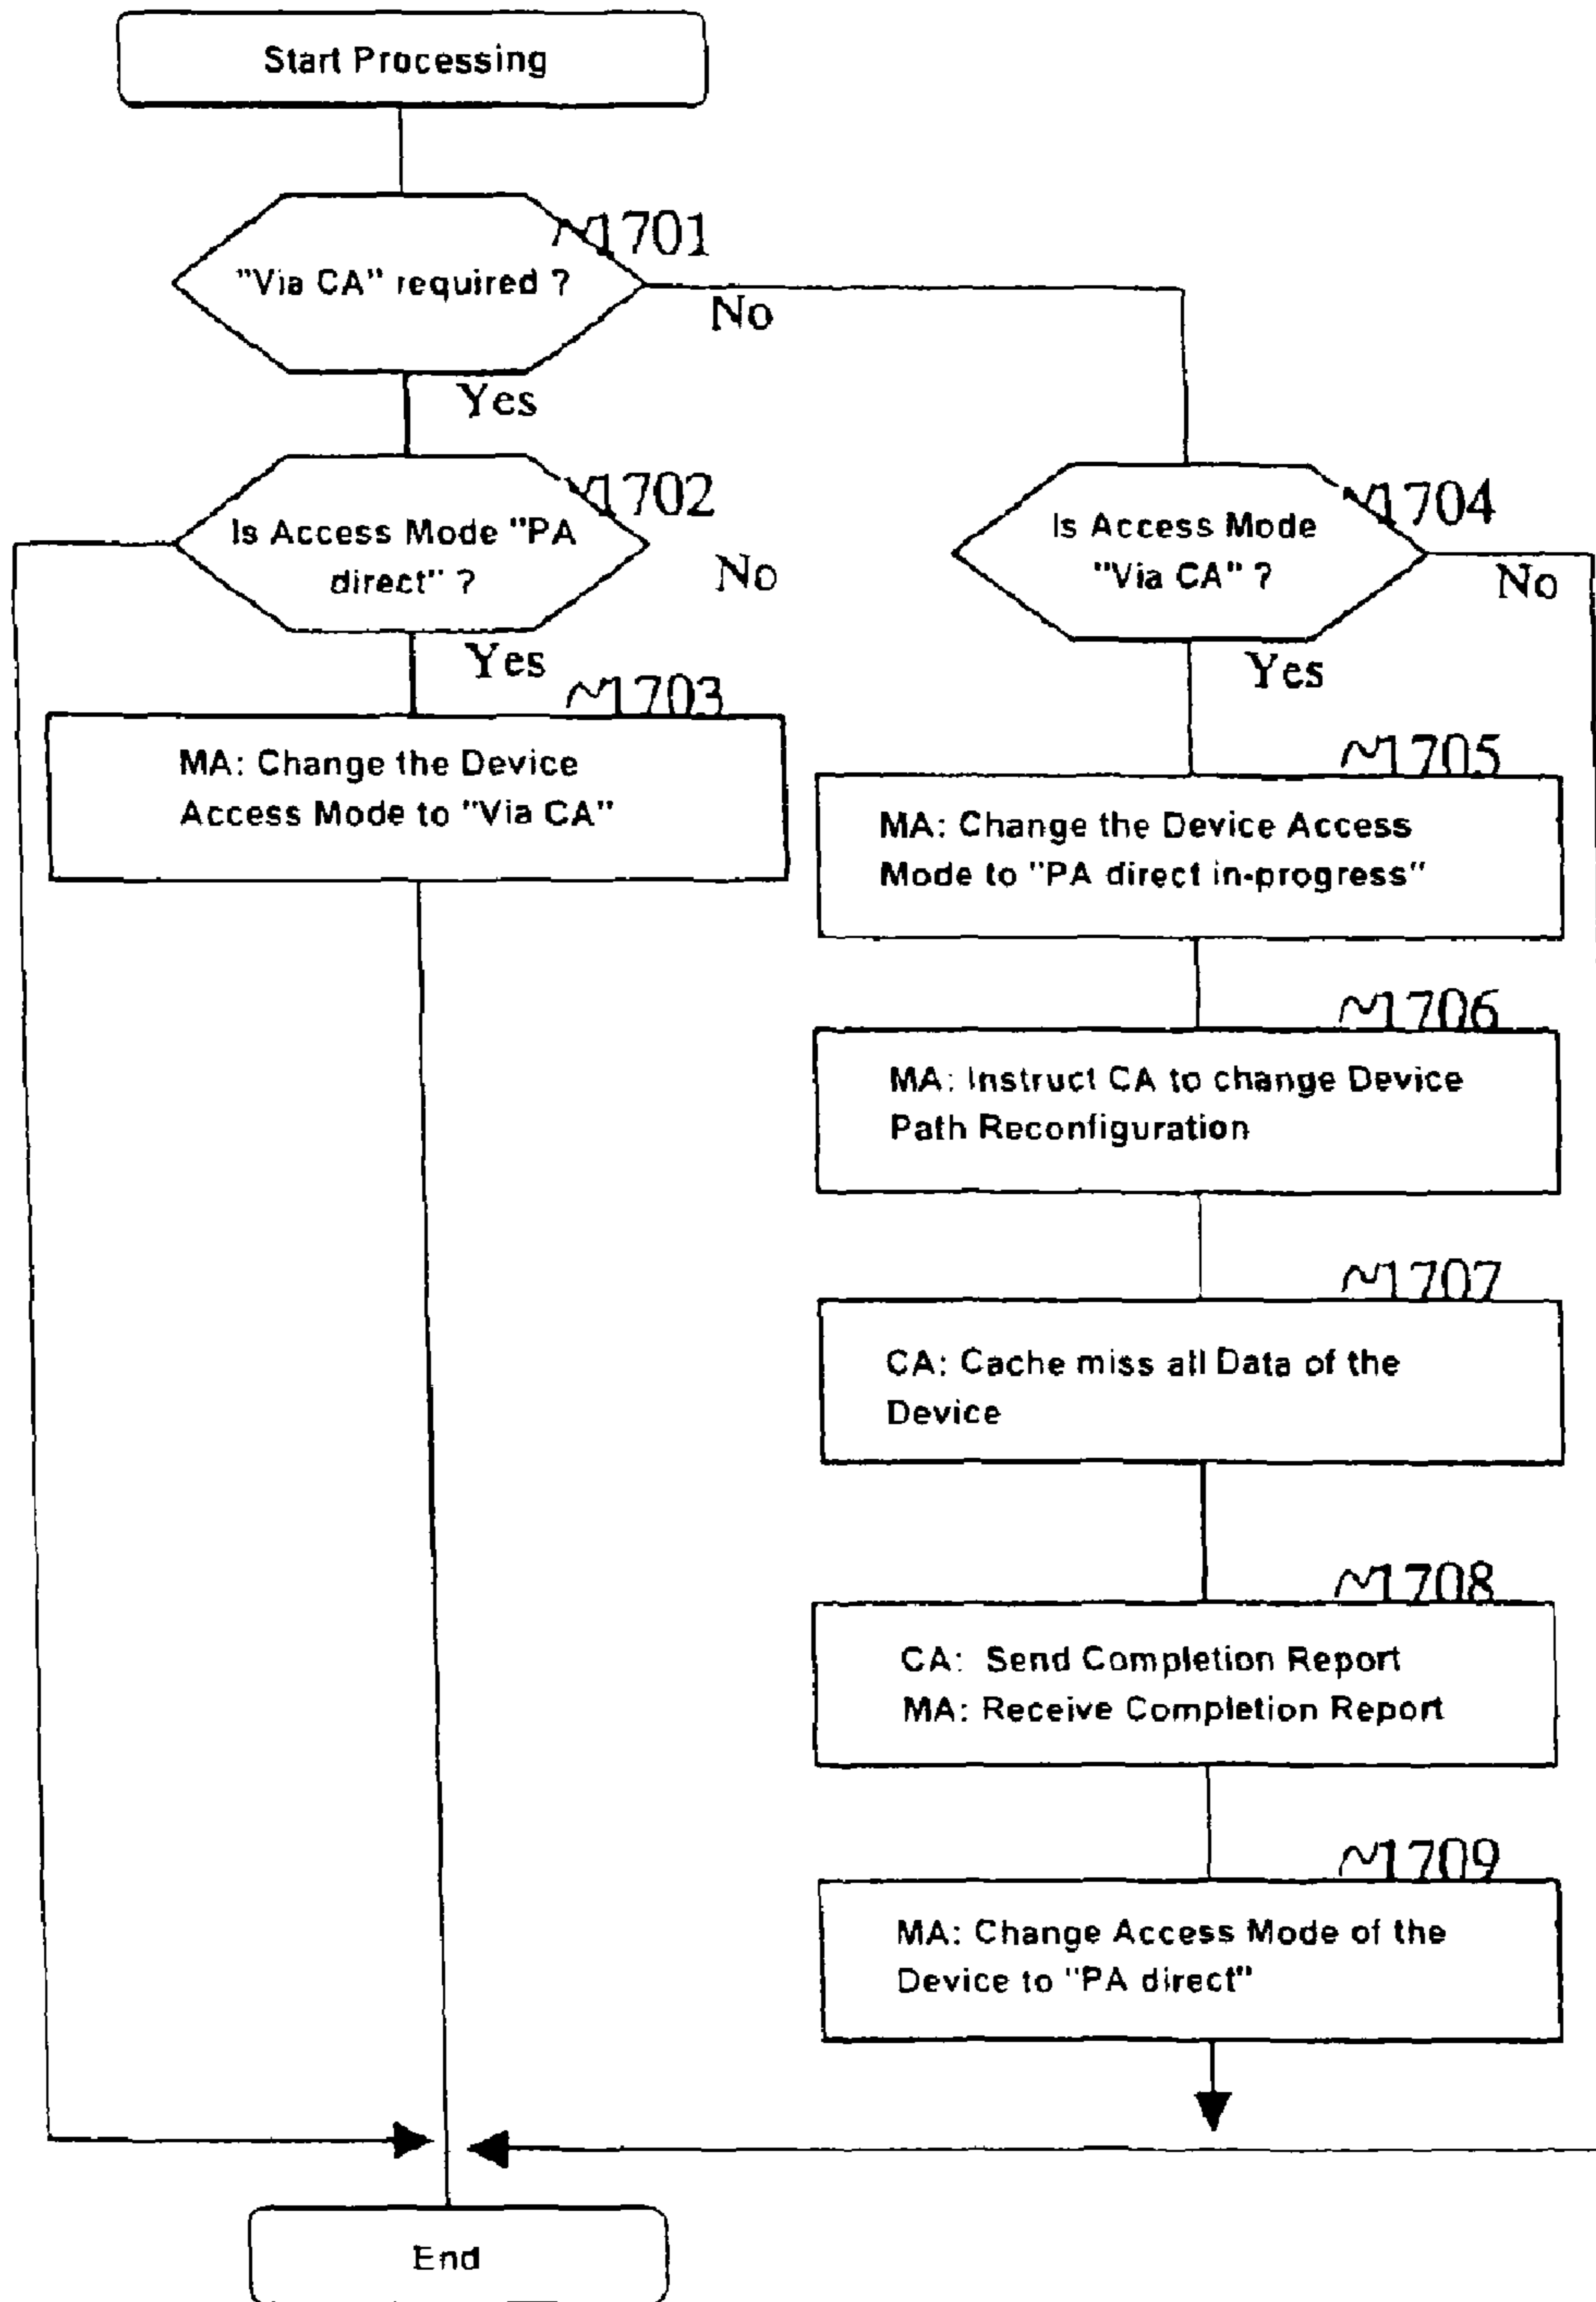 Start Processing
~1701
"Via CA" required ?
No
Yes
~1702
Is Access Mode "PA
direct" ?
No
Yes
~1703
MA: Change the Device
Access Mode to "Via CA"
~1704
Is Access Mode
"Via CA" ?
No
Yes
~1705
MA: Change the Device Access
Mode to "PA direct in-progress"
~1706
MA: Instruct CA to change Device
Path Reconfiguration
~1707
CA: Cache miss all Data of the
Device
~1708
CA: Send Completion Report
MA: Receive Completion Report
~1709
MA: Change Access Mode of the
Device to "PA direct"
End